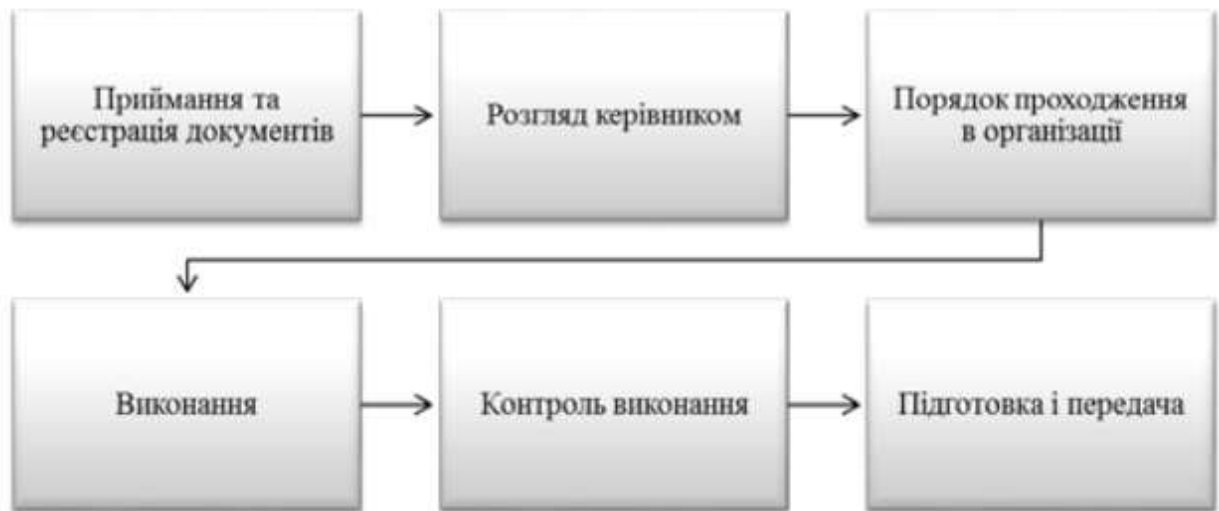 Приймання та
реєстрація документів
Розгляд керівником
Порядок проходження
в організації
Виконання
Контроль виконання
Підготовка і передача